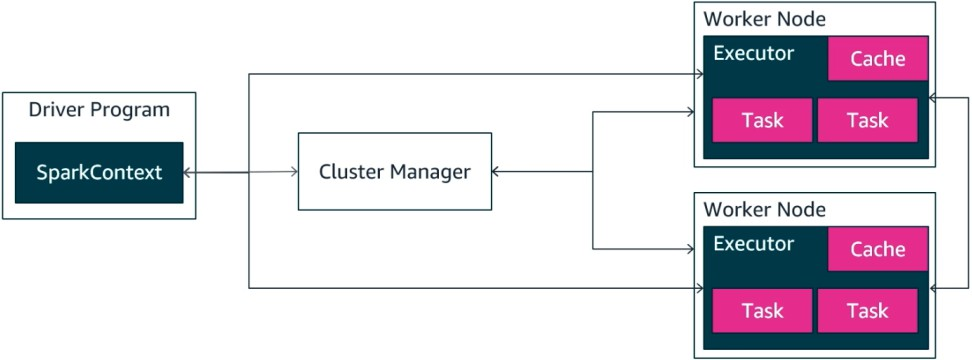 Driver Program
SparkContext
Cluster Manager
Worker Node
Executor
Cache
Task
Task
Worker Node
Executor
Cache
Task
Task